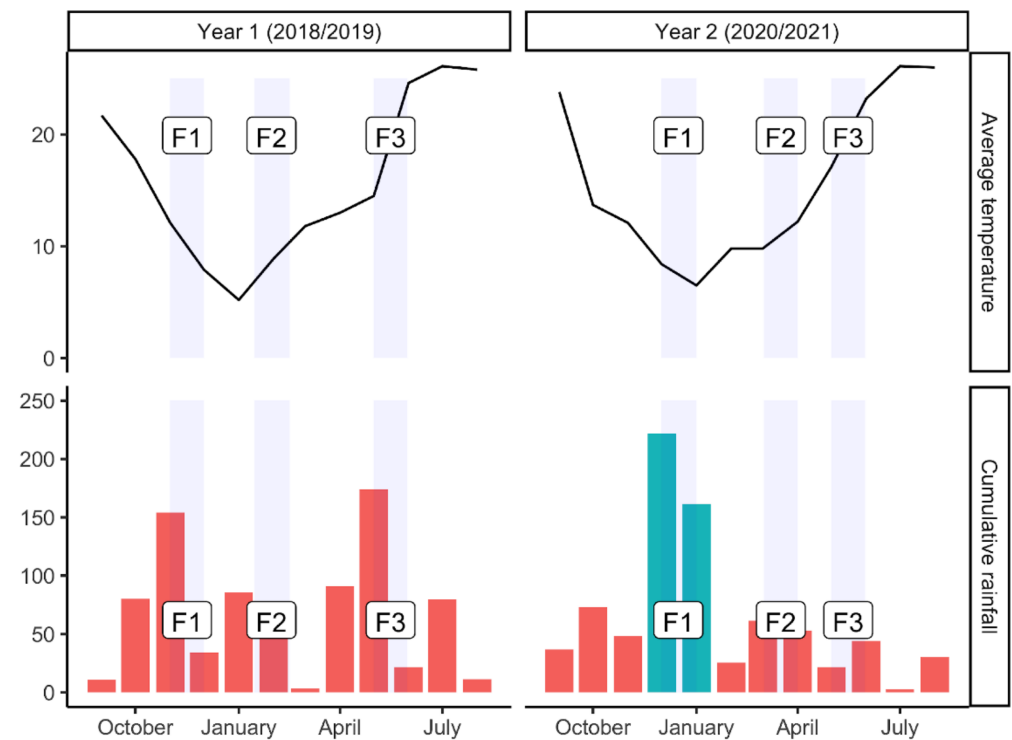 Year 1 (2018/2019)
Year 2 (2020/2021)
20
10
0
F1
F2
F3
F1
F2
F3
Average temperature
250
200
150
100
50
0
F1
F2
F3
F1
F2
F3
Cumulative rainfall
October
January
April
July
October
January
April
July